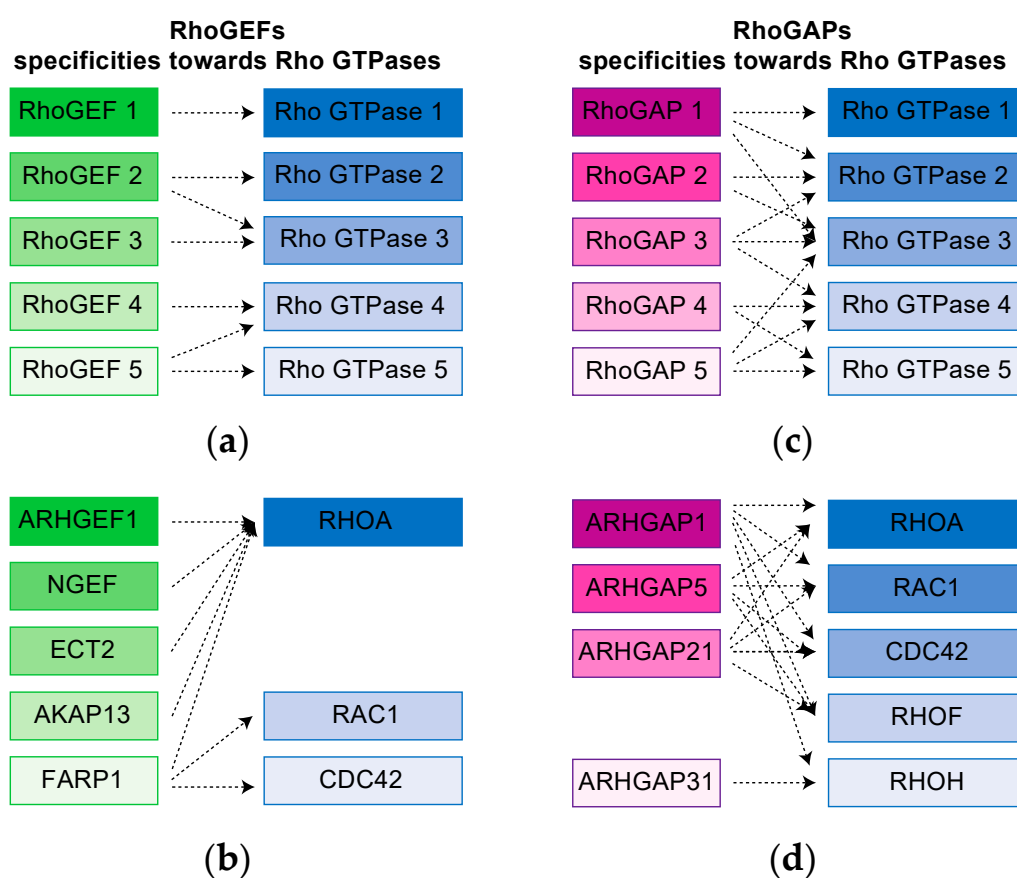 RhoGEFs
specificities towards Rho GTPases
RhoGEF 1
Rho GTPase 1
RhoGEF 2
Rho GTPase 2
RhoGEF 3
Rho GTPase 3
RhoGEF 4
Rho GTPase 4
RhoGEF 5
Rho GTPase 5
(a)
RhoGAPs
specificities towards Rho GTPases
RhoGAP 1
Rho GTPase 1
RhoGAP 2
Rho GTPase 2
RhoGAP 3
Rho GTPase 3
RhoGAP 4
Rho GTPase 4
RhoGAP 5
Rho GTPase 5
(c)
ARHGEF1
RHOA
NGEF
ECT2
AKAP13
RAC1
FARP1
CDC42
(b)
ARHGAP1
RHOA
ARHGAP5
RAC1
ARHGAP21
CDC42
RHOF
ARHGAP31
RHOH
(d)